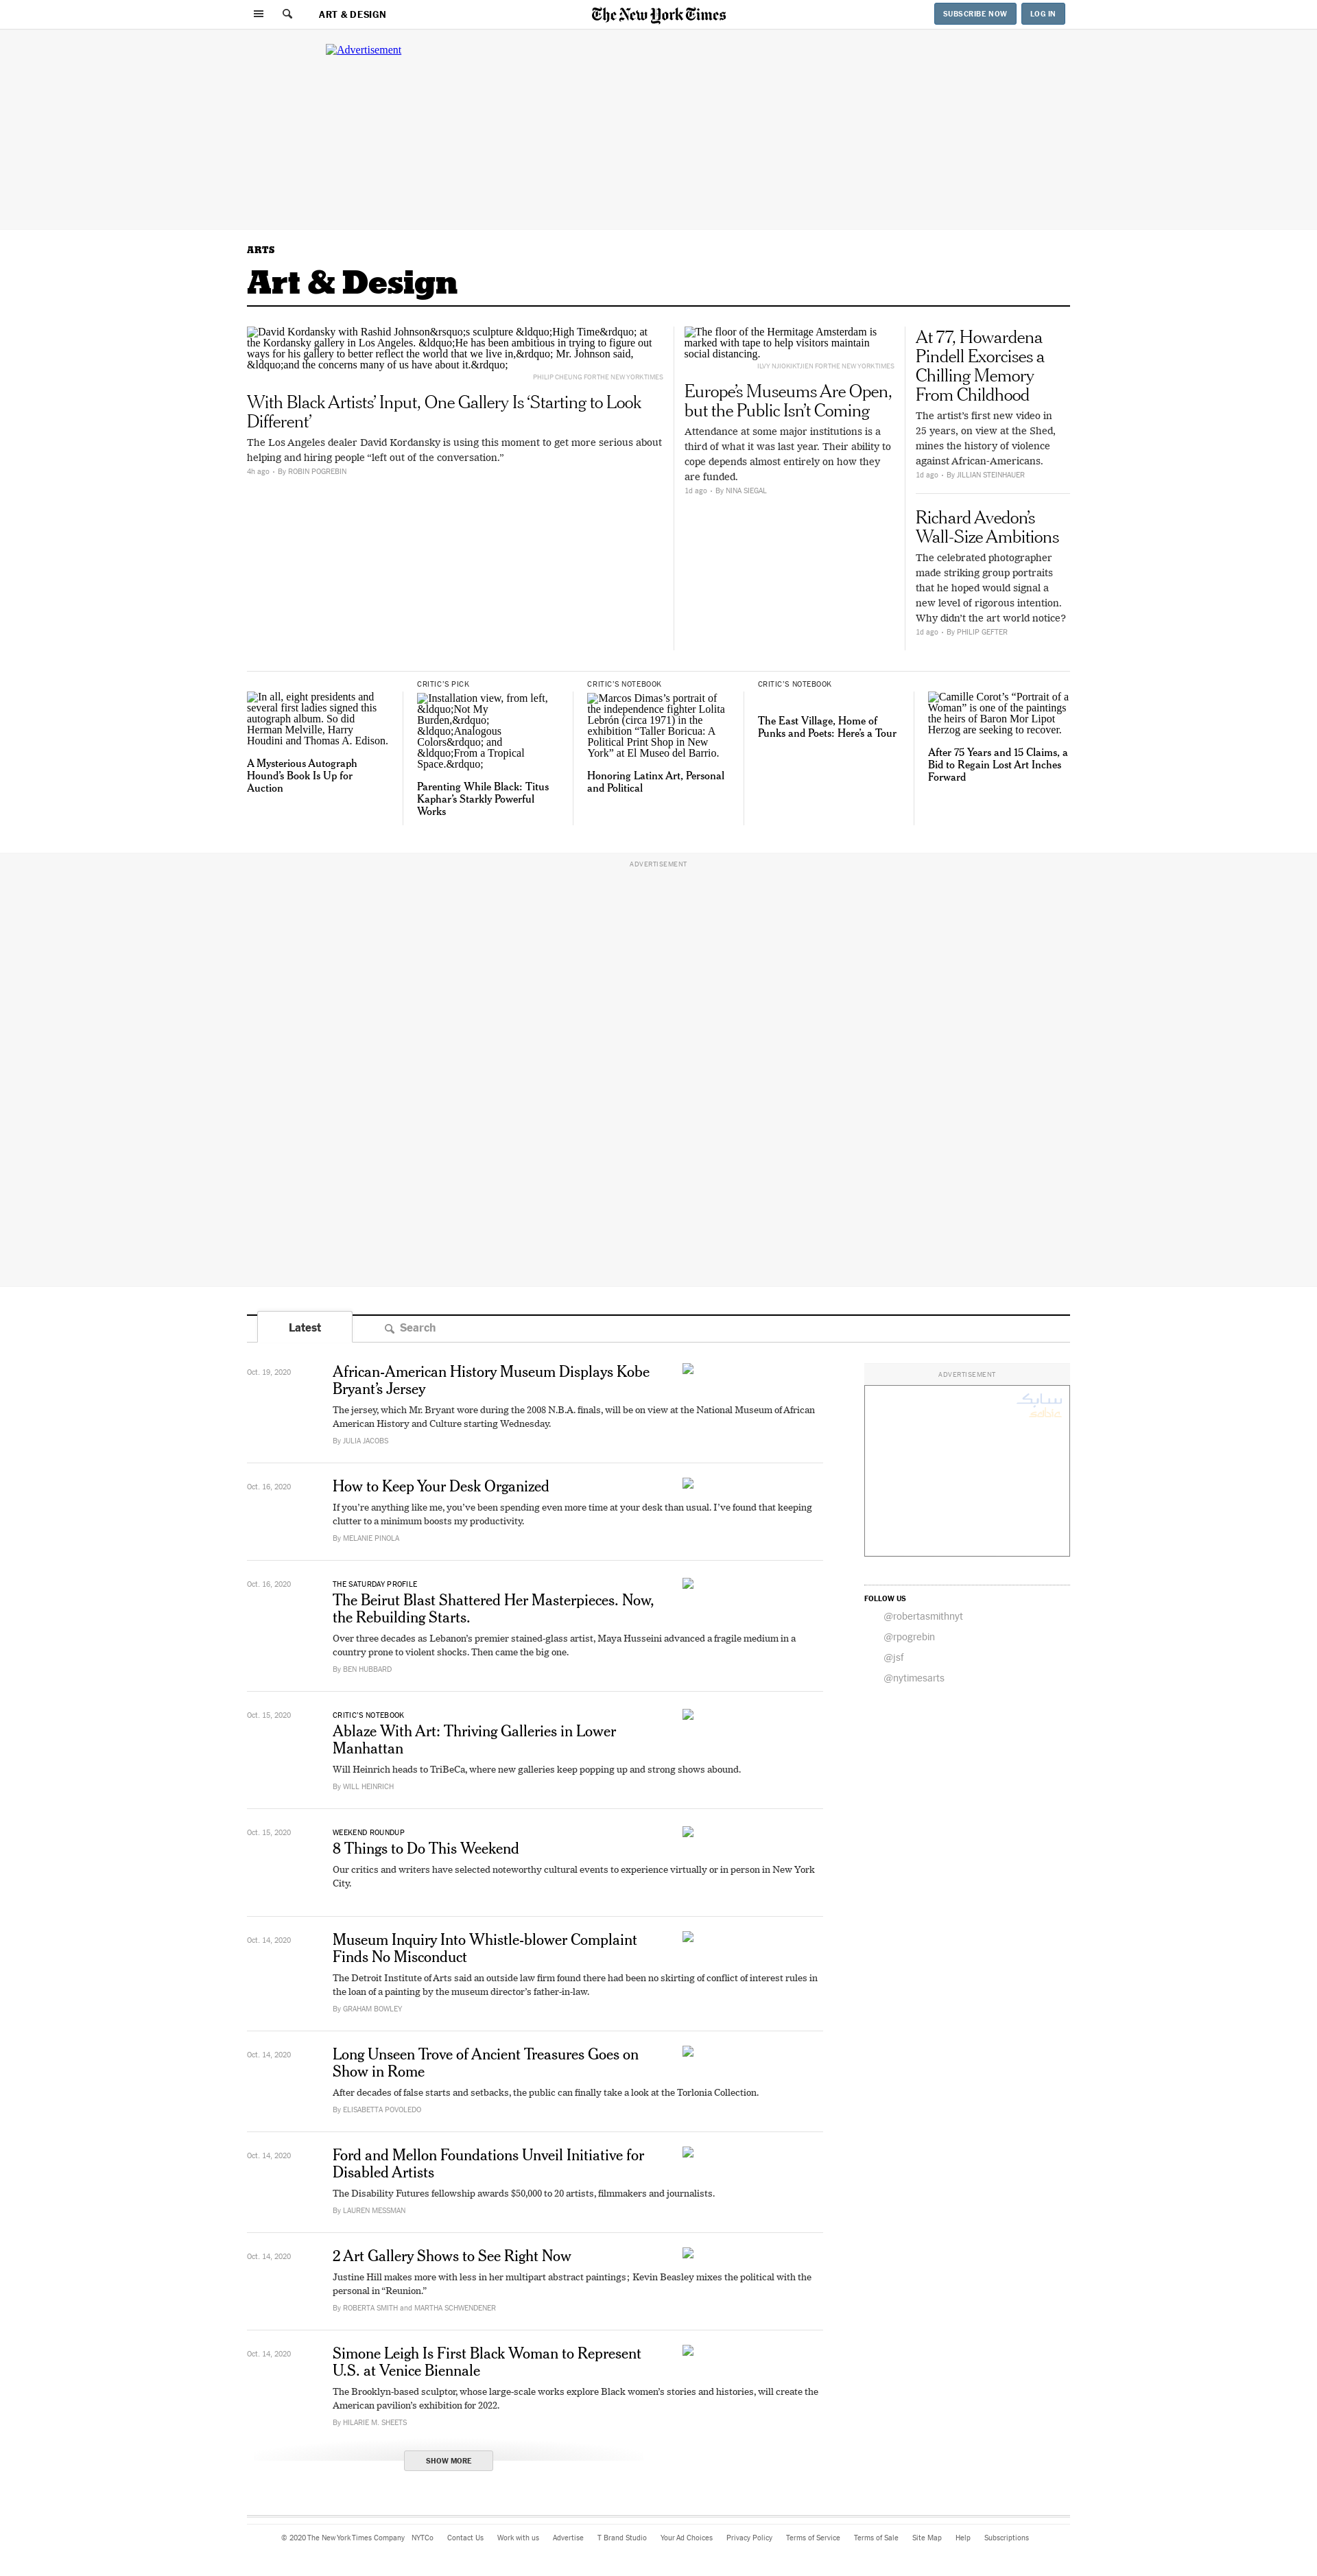 ART & DESIGN
The New York Times
SUBSCRIBE NOW
LOG IN
Advertisement
ARTS
Art & Design
David Kordansky with Rashid Johnson&rsquo;s sculpture &ldquo;High Time&rdquo; at
the Kordansky gallery in Los Angeles. &ldquo;He has been ambitious in trying to figure out
ways for his gallery to better reflect the world that we live in,&rdquo; Mr. Johnson said,
&ldquo;and the concerns many of us have about it.&rdquo;
PHILIP CHEUNG FOR THE NEW YORK TIMES
With Black Artists’ Input, One Gallery Is ‘Starting to Look
Different’
The Los Angeles dealer David Kordansky is using this moment to get more serious about
helping and hiring people “left out of the conversation.”
4h ago • By ROBIN POGREBIN
The floor of the Hermitage Amsterdam is
marked with tape to help visitors maintain
social distancing.
ILVY NJIOKIKTJIEN FOR THE NEW YORK TIMES
Europe’s Museums Are Open,
but the Public Isn’t Coming
Attendance at some major institutions is a
third of what it was last year. Their ability to
cope depends almost entirely on how they
are funded.
1d ago • By NINA SIEGAL
At 77, Howardena
Pindell Exorcises a
Chilling Memory
From Childhood
The artist’s first new video in
25 years, on view at the Shed,
mines the history of violence
against African-Americans.
1d ago • By JILLIAN STEINHAUER
Richard Avedon’s
Wall-Size Ambitions
The celebrated photographer
made striking group portraits
that he hoped would signal a
new level of rigorous intention.
Why didn’t the art world notice?
1d ago • By PHILIP GEFTER
In all, eight presidents and
several first ladies signed this
autograph album. So did
Herman Melville, Harry
Houdini and Thomas A. Edison.
A Mysterious Autograph
Hound’s Book Is Up for
Auction
CRITIC’S PICK
Installation view, from left,
&ldquo;Not My
Burden,&rdquo;
&ldquo;Analogous
Colors&rdquo; and
&ldquo;From a Tropical
Space.&rdquo;
Parenting While Black: Titus
Kaphar’s Starkly Powerful
Works
CRITIC’S NOTEBOOK
Marcos Dimas’s portrait of
the independence fighter Lolita
Lebrón (circa 1971) in the
exhibition “Taller Boricua: A
Political Print Shop in New
York” at El Museo del Barrio.
Honoring Latinx Art, Personal
and Political
CRITIC’S NOTEBOOK
The East Village, Home of
Punks and Poets: Here’s a Tour
Camille Corot’s “Portrait of a
Woman” is one of the paintings
the heirs of Baron Mor Lipot
Herzog are seeking to recover.
After 75 Years and 15 Claims, a
Bid to Regain Lost Art Inches
Forward
ADVERTISEMENT
Latest
Search
Oct. 19, 2020
African-American History Museum Displays Kobe
Bryant’s Jersey
The jersey, which Mr. Bryant wore during the 2008 N.B.A. finals, will be on view at the National Museum of African
American History and Culture starting Wednesday.
By JULIA JACOBS
Oct. 16, 2020
How to Keep Your Desk Organized
If you’re anything like me, you’ve been spending even more time at your desk than usual. I’ve found that keeping
clutter to a minimum boosts my productivity.
By MELANIE PINOLA
Oct. 16, 2020
THE SATURDAY PROFILE
The Beirut Blast Shattered Her Masterpieces. Now,
the Rebuilding Starts.
Over three decades as Lebanon’s premier stained-glass artist, Maya Husseini advanced a fragile medium in a
country prone to violent shocks. Then came the big one.
By BEN HUBBARD
Oct. 15, 2020
CRITIC’S NOTEBOOK
Ablaze With Art: Thriving Galleries in Lower
Manhattan
Will Heinrich heads to TriBeCa, where new galleries keep popping up and strong shows abound.
By WILL HEINRICH
Oct. 15, 2020
WEEKEND ROUNDUP
8 Things to Do This Weekend
Our critics and writers have selected noteworthy cultural events to experience virtually or in person in New York
City.
Oct. 14, 2020
Museum Inquiry Into Whistle-blower Complaint
Finds No Misconduct
The Detroit Institute of Arts said an outside law firm found there had been no skirting of conflict of interest rules in
the loan of a painting by the museum director’s father-in-law.
By GRAHAM BOWLEY
Oct. 14, 2020
Long Unseen Trove of Ancient Treasures Goes on
Show in Rome
After decades of false starts and setbacks, the public can finally take a look at the Torlonia Collection.
By ELISABETTA POVOLEDO
Oct. 14, 2020
Ford and Mellon Foundations Unveil Initiative for
Disabled Artists
The Disability Futures fellowship awards $50,000 to 20 artists, filmmakers and journalists.
By LAUREN MESSMAN
Oct. 14, 2020
2 Art Gallery Shows to See Right Now
Justine Hill makes more with less in her multipart abstract paintings; Kevin Beasley mixes the political with the
personal in “Reunion.”
By ROBERTA SMITH and MARTHA SCHWENDENER
Oct. 14, 2020
Simone Leigh Is First Black Woman to Represent
U.S. at Venice Biennale
The Brooklyn-based sculptor, whose large-scale works explore Black women’s stories and histories, will create the
American pavilion’s exhibition for 2022.
By HILARIE M. SHEETS
SHOW MORE
ADVERTISEMENT
سابك
sabic
FOLLOW US
@robertasmithnyt
@rpogrebin
@jsf
@nytimesarts
© 2020 The New York Times Company NYTCo Contact Us Work with us Advertise T Brand Studio Your Ad Choices Privacy Policy Terms of Service Terms of Sale Site Map Help Subscriptions